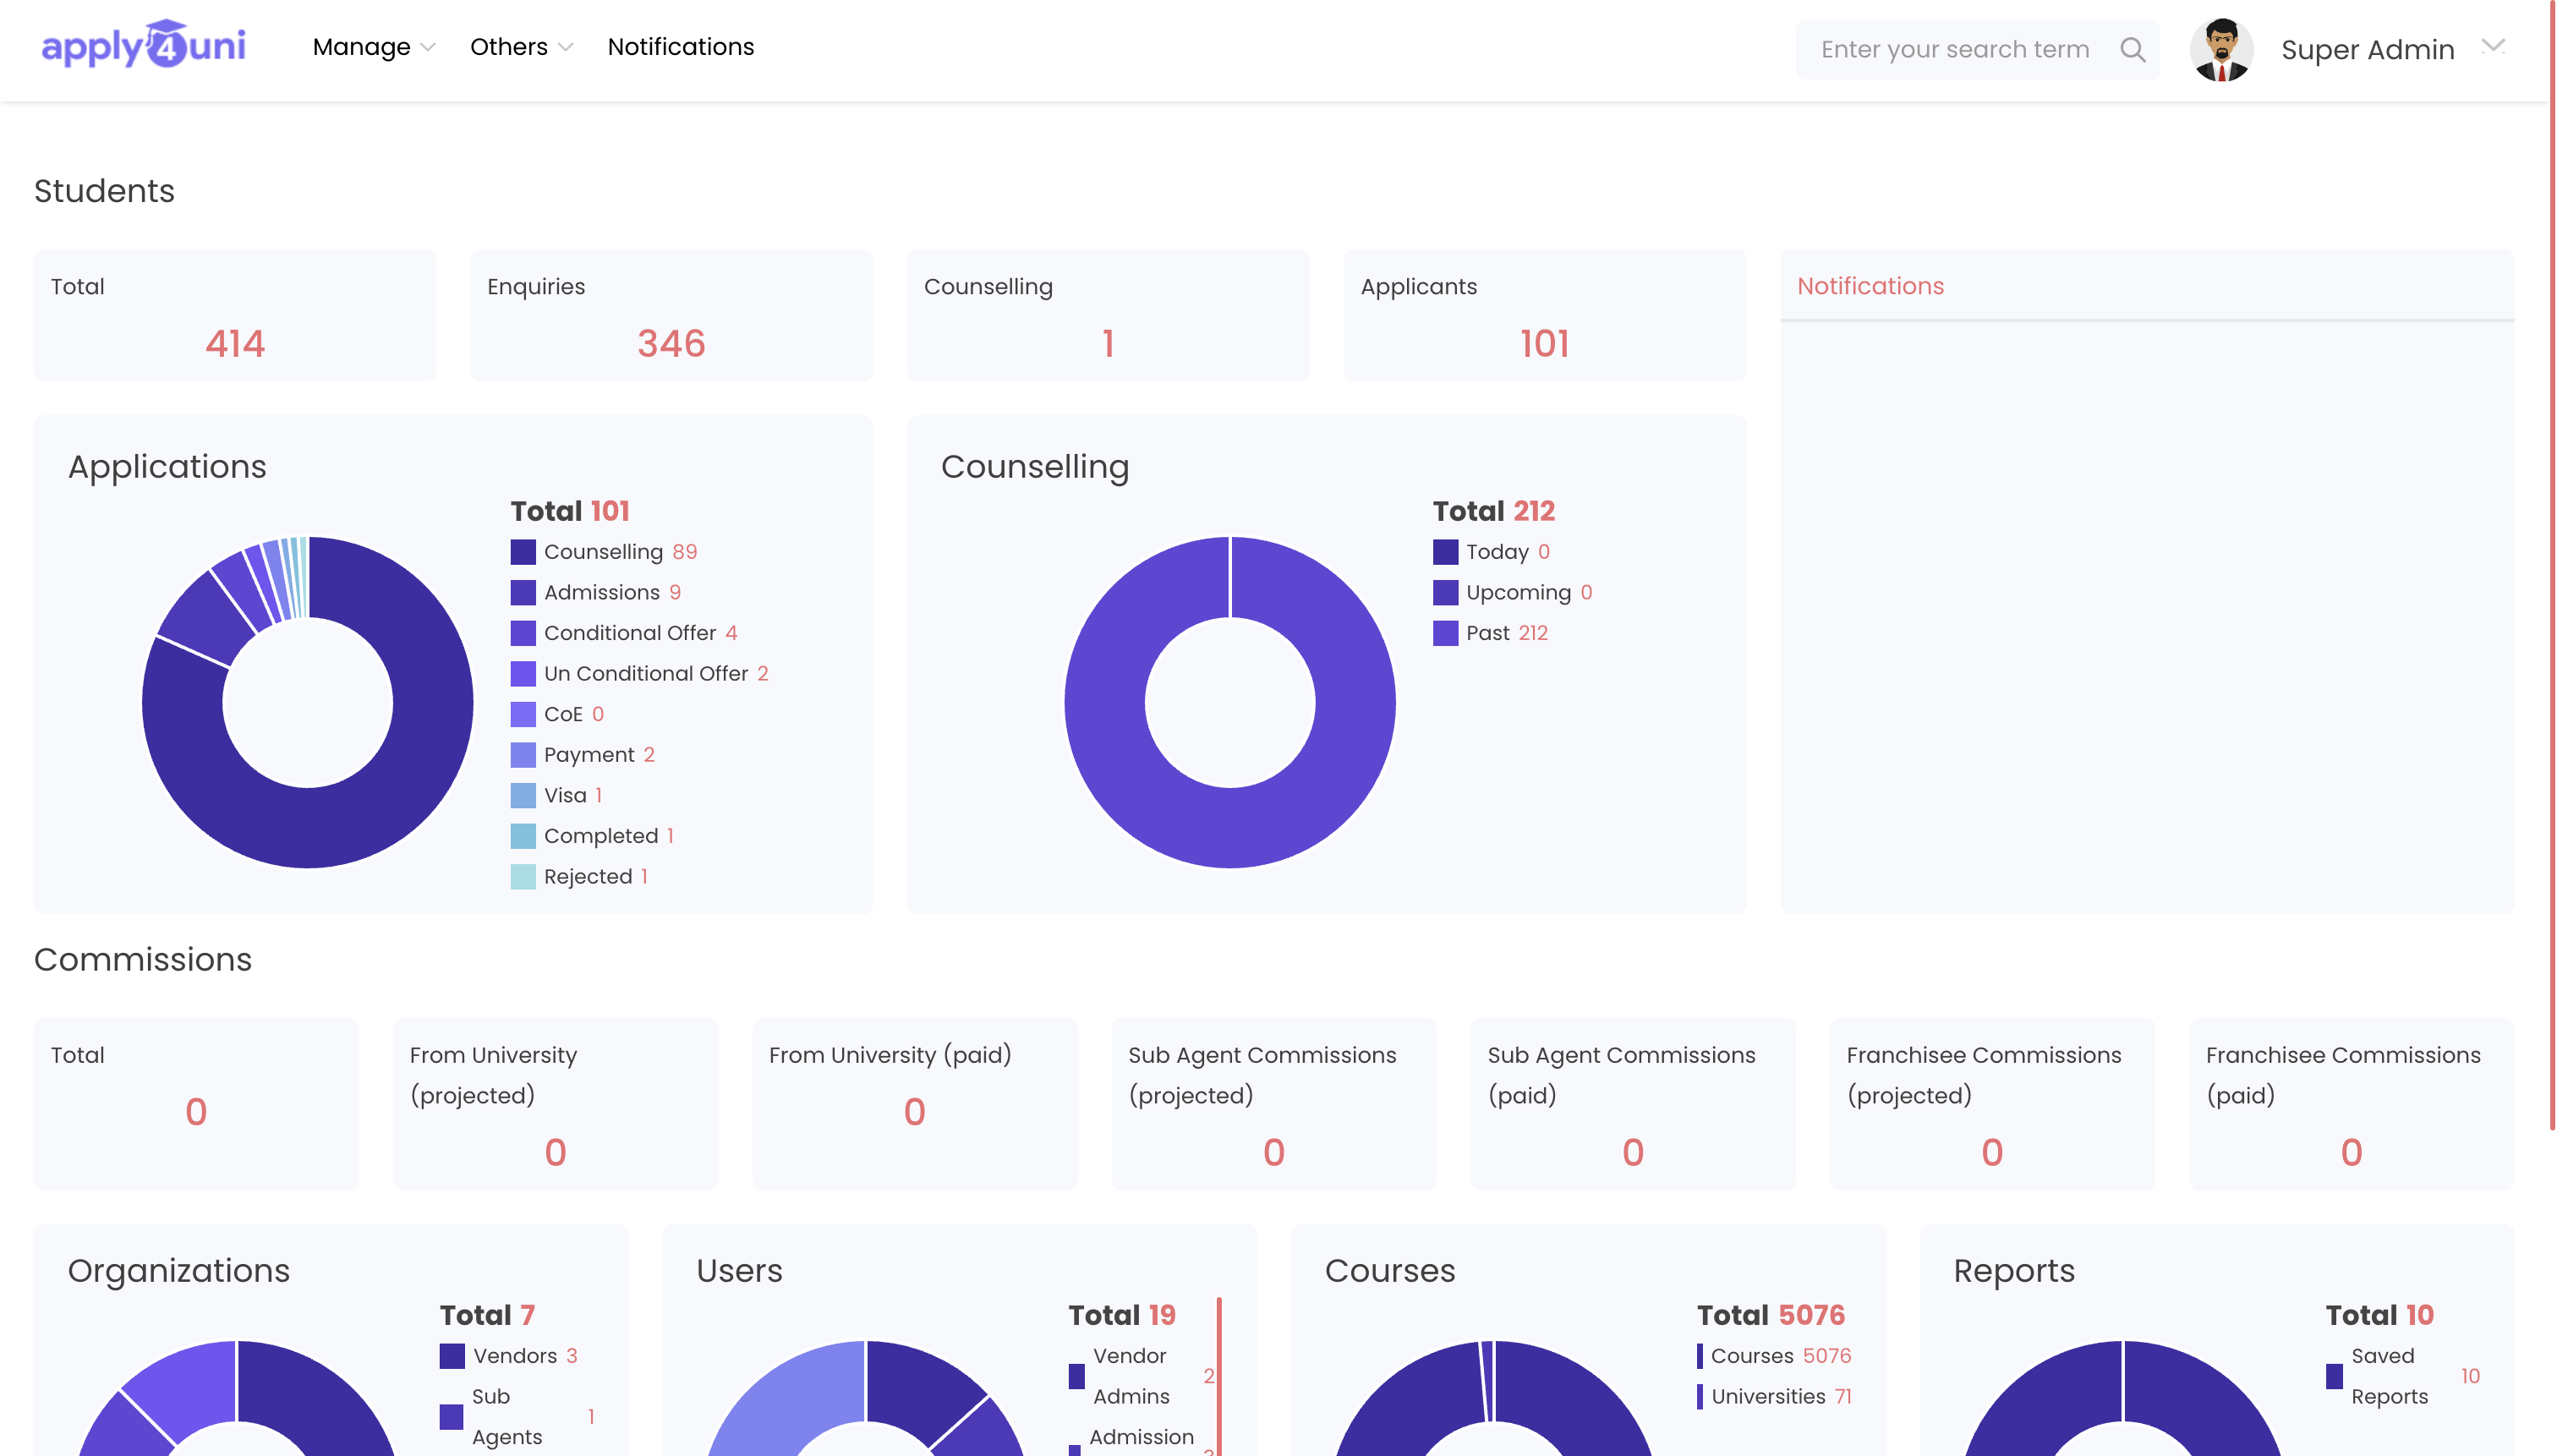 apply4uni
Manage
Others
Notifications
Enter your search term
Super Admin
Students
Total
414
Enquiries
346
Counselling
1
Applicants
101
Notifications
Applications
Total 101
Counselling 89
Admissions 9
Conditional Offer 4
Un Conditional Offer 2
CoE 0
Payment 2
Visa 1
Completed 1
Rejected 1
Counselling
Total 212
Today 0
Upcoming 0
Past 212
Commissions
Total
0
From University
(projected)
0
From University (paid)
0
Sub Agent Commissions
(projected)
0
Sub Agent Commissions
(paid)
0
Franchisee Commissions
(projected)
0
Franchisee Commissions
(paid)
0
Organizations
Total 7
Vendors 3
Sub
Agents
1
Users
Total 19
Vendor
Admins
2
Admission
Courses
Total 5076
Courses 5076
Universities 71
Reports
Total 10
Saved
Reports
10